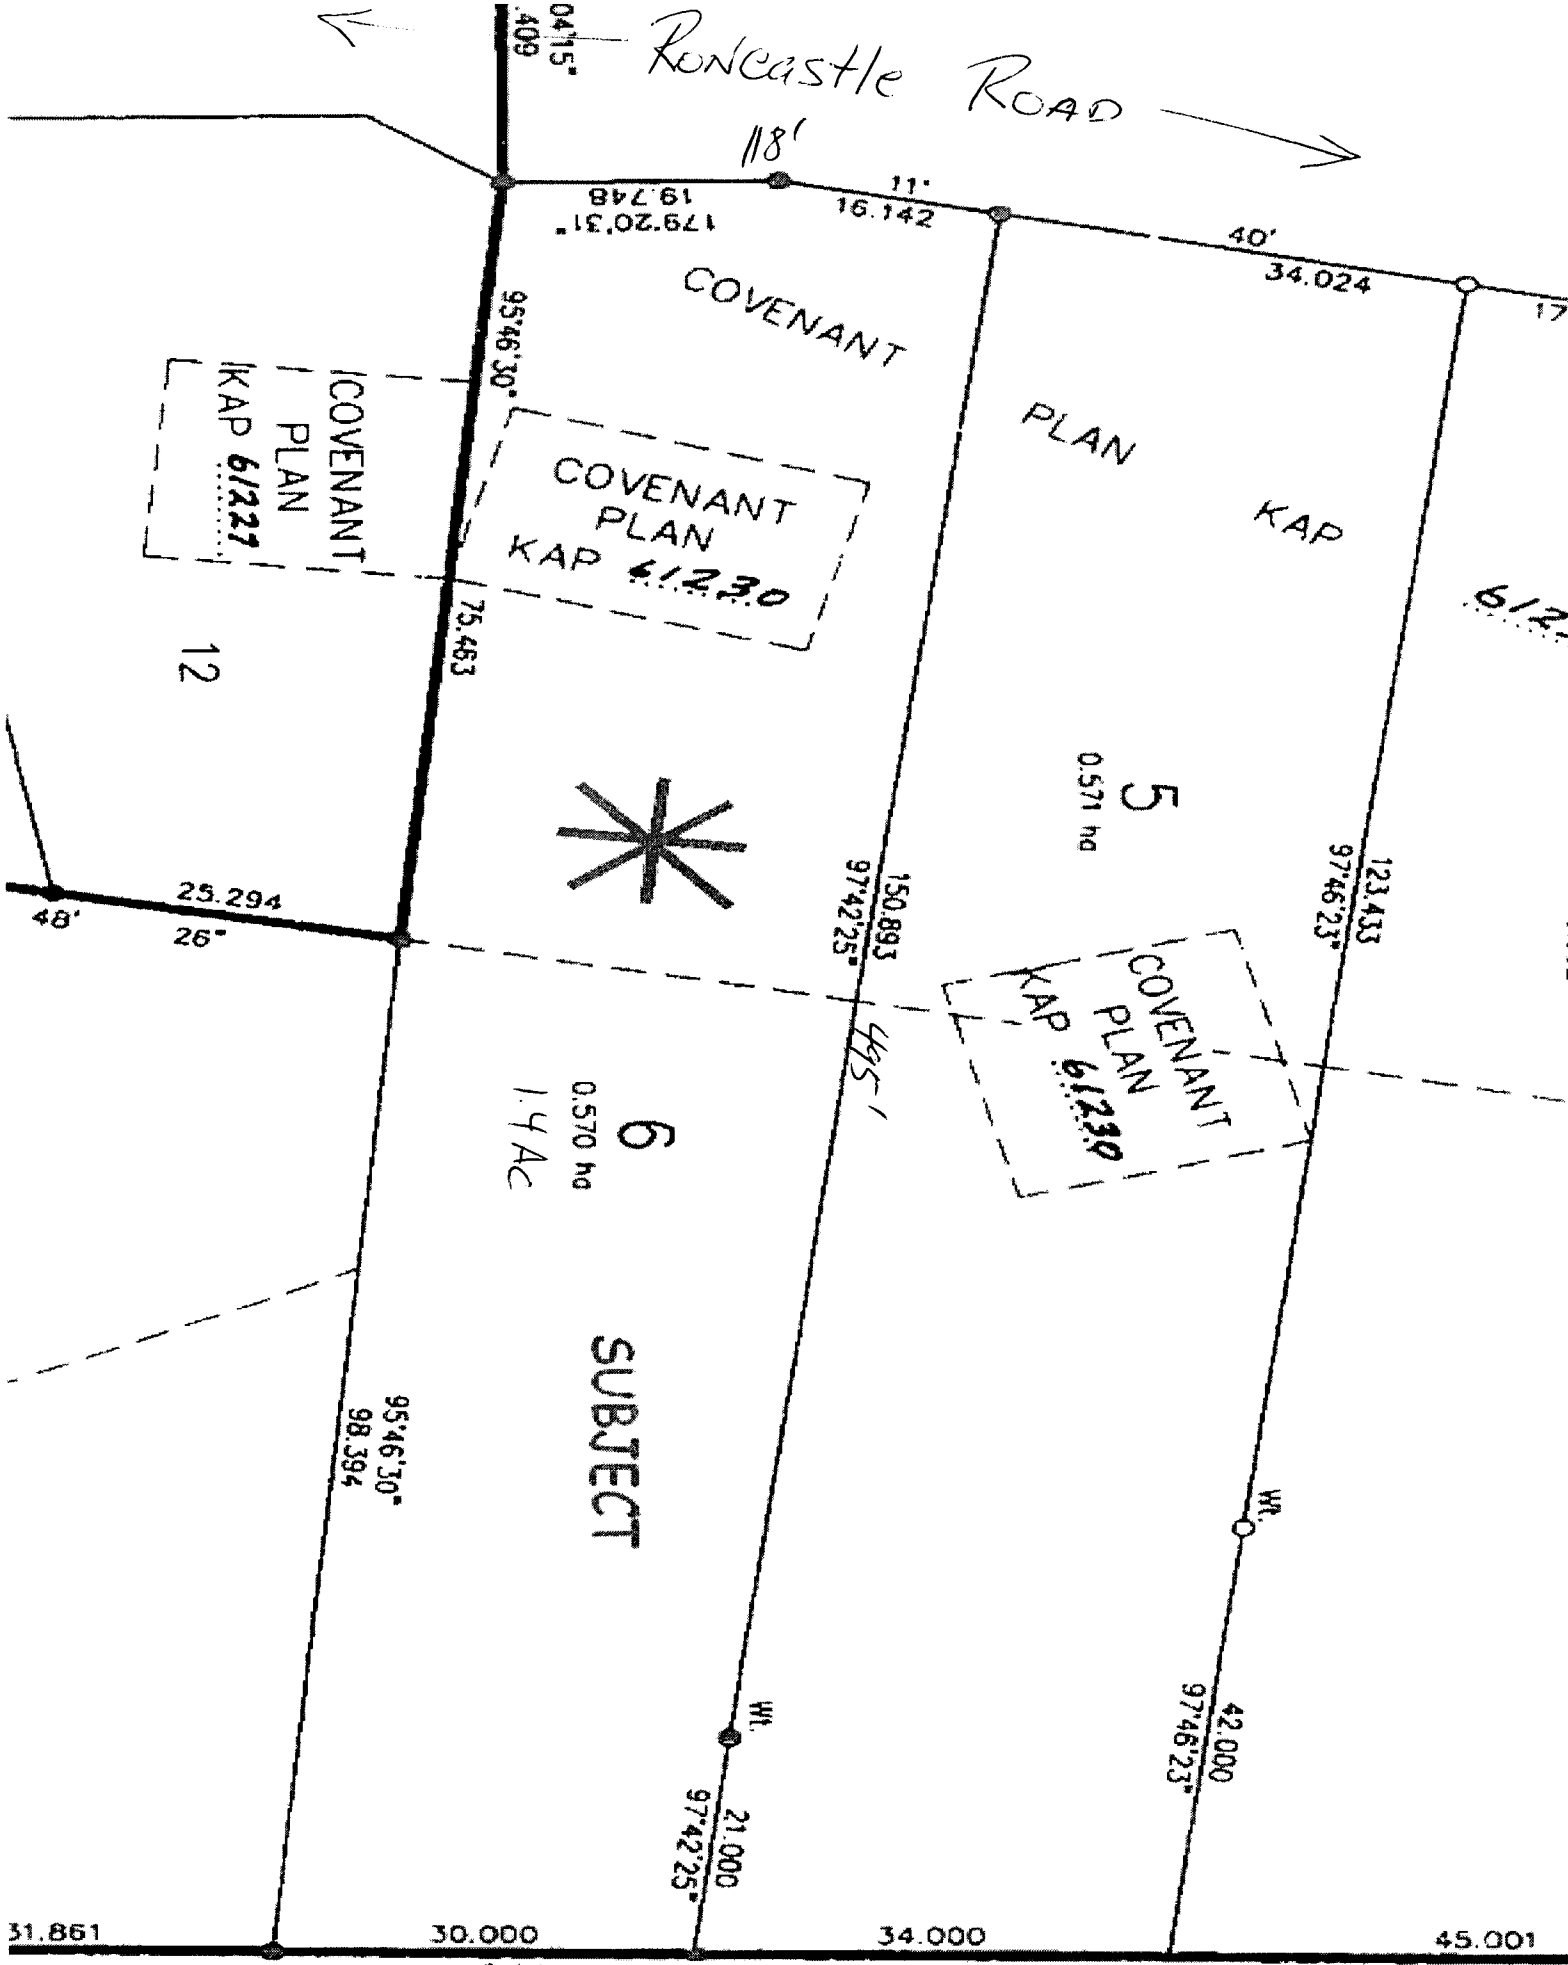 04'15"
.409
RONCastle ROAD
118'
19.748
179°20'31"
11"
16.142
40'
34.024
17
COVENANT
PLAN
KAP
612
95°46'30"
75.463
COVENANT
PLAN
KAP 61227
COVENANT
PLAN
KAP 61230
12
5
0.571 ha
150.893
97°42'25"
123.433
97°46'23"
25.294
48'
26"
COVENANT
PLAN
KAP 61230
495'
6
0.570 ha
1.4 Ac
SUBJECT
95°46'30"
98.394
Wt.
Wt.
42.000
97°46'23"
21.000
97°42'25"
31.861
30.000
34.000
45.001